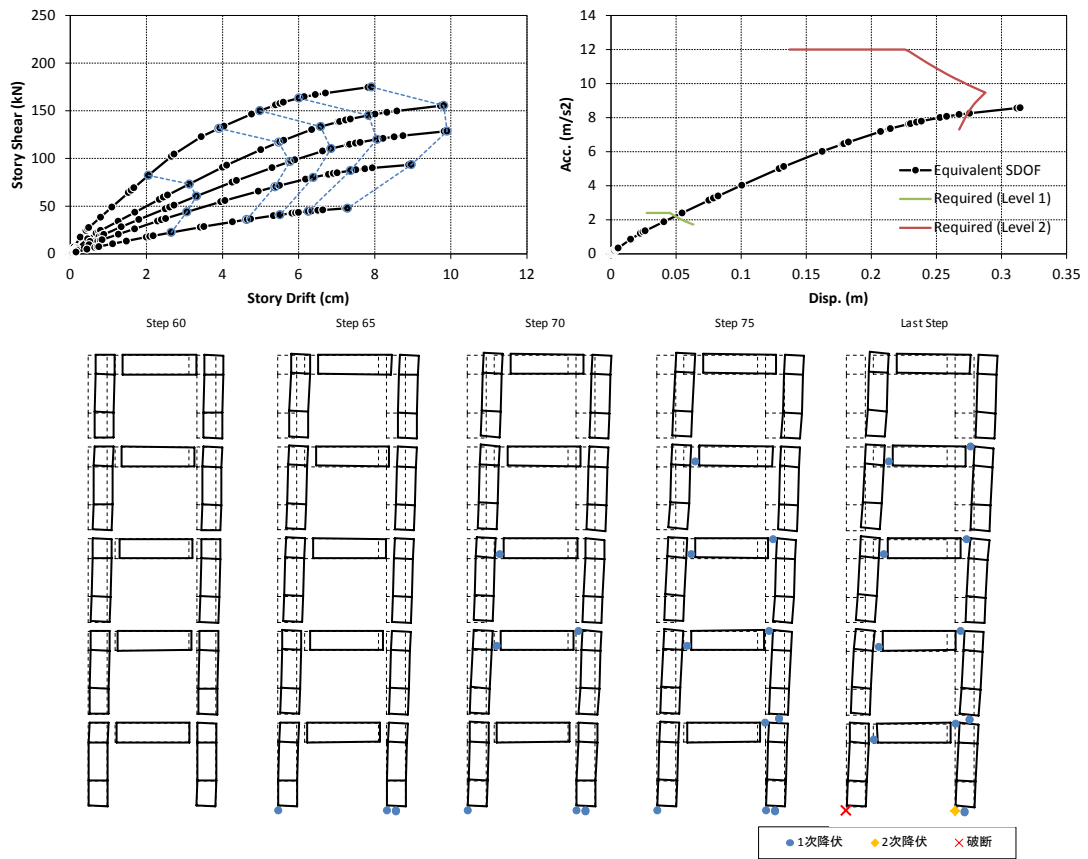 250
200
150
100
50
0
Story Shear (kN)
0 2 4 6 8 10 12
Story Drift (cm)
14
12
10
8
6
4
2
0
Acc. (m/s2)
Equivalent SDOF
Required (Level 1)
Required (Level 2)
0 0.05 0.1 0.15 0.2 0.25 0.3 0.35
Disp. (m)
Step 60 Step 65 Step 70 Step 75 Last Step
1次降伏 2次降伏 破断